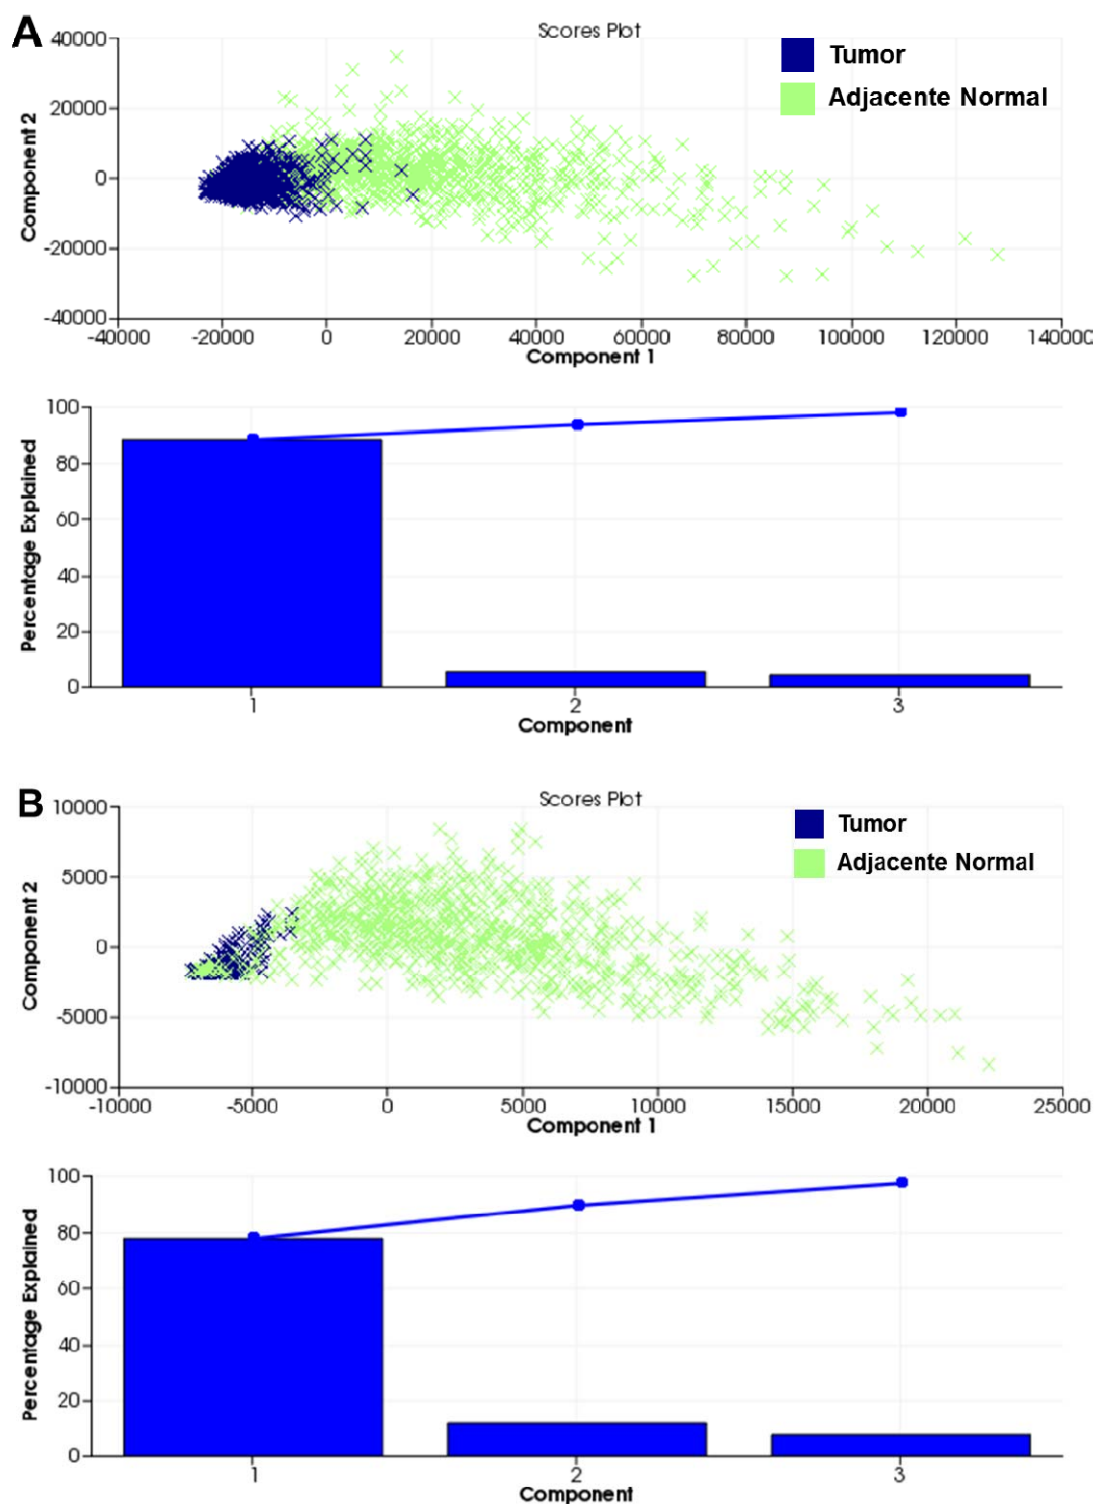 A
Scores Plot
Tumor
Adjacente Normal
Component 2
40000
20000
0
-20000
-40000
-40000 -20000 0 20000 40000 60000 80000 100000 120000 140000
Component 1
Percentage Explained
100
80
60
40
20
0
1 2 3
Component
B
Scores Plot
Tumor
Adjacente Normal
Component 2
10000
5000
0
-5000
-10000
-10000 -5000 0 5000 10000 15000 20000 25000
Component 1
Percentage Explained
100
80
60
40
20
0
1 2 3
Component